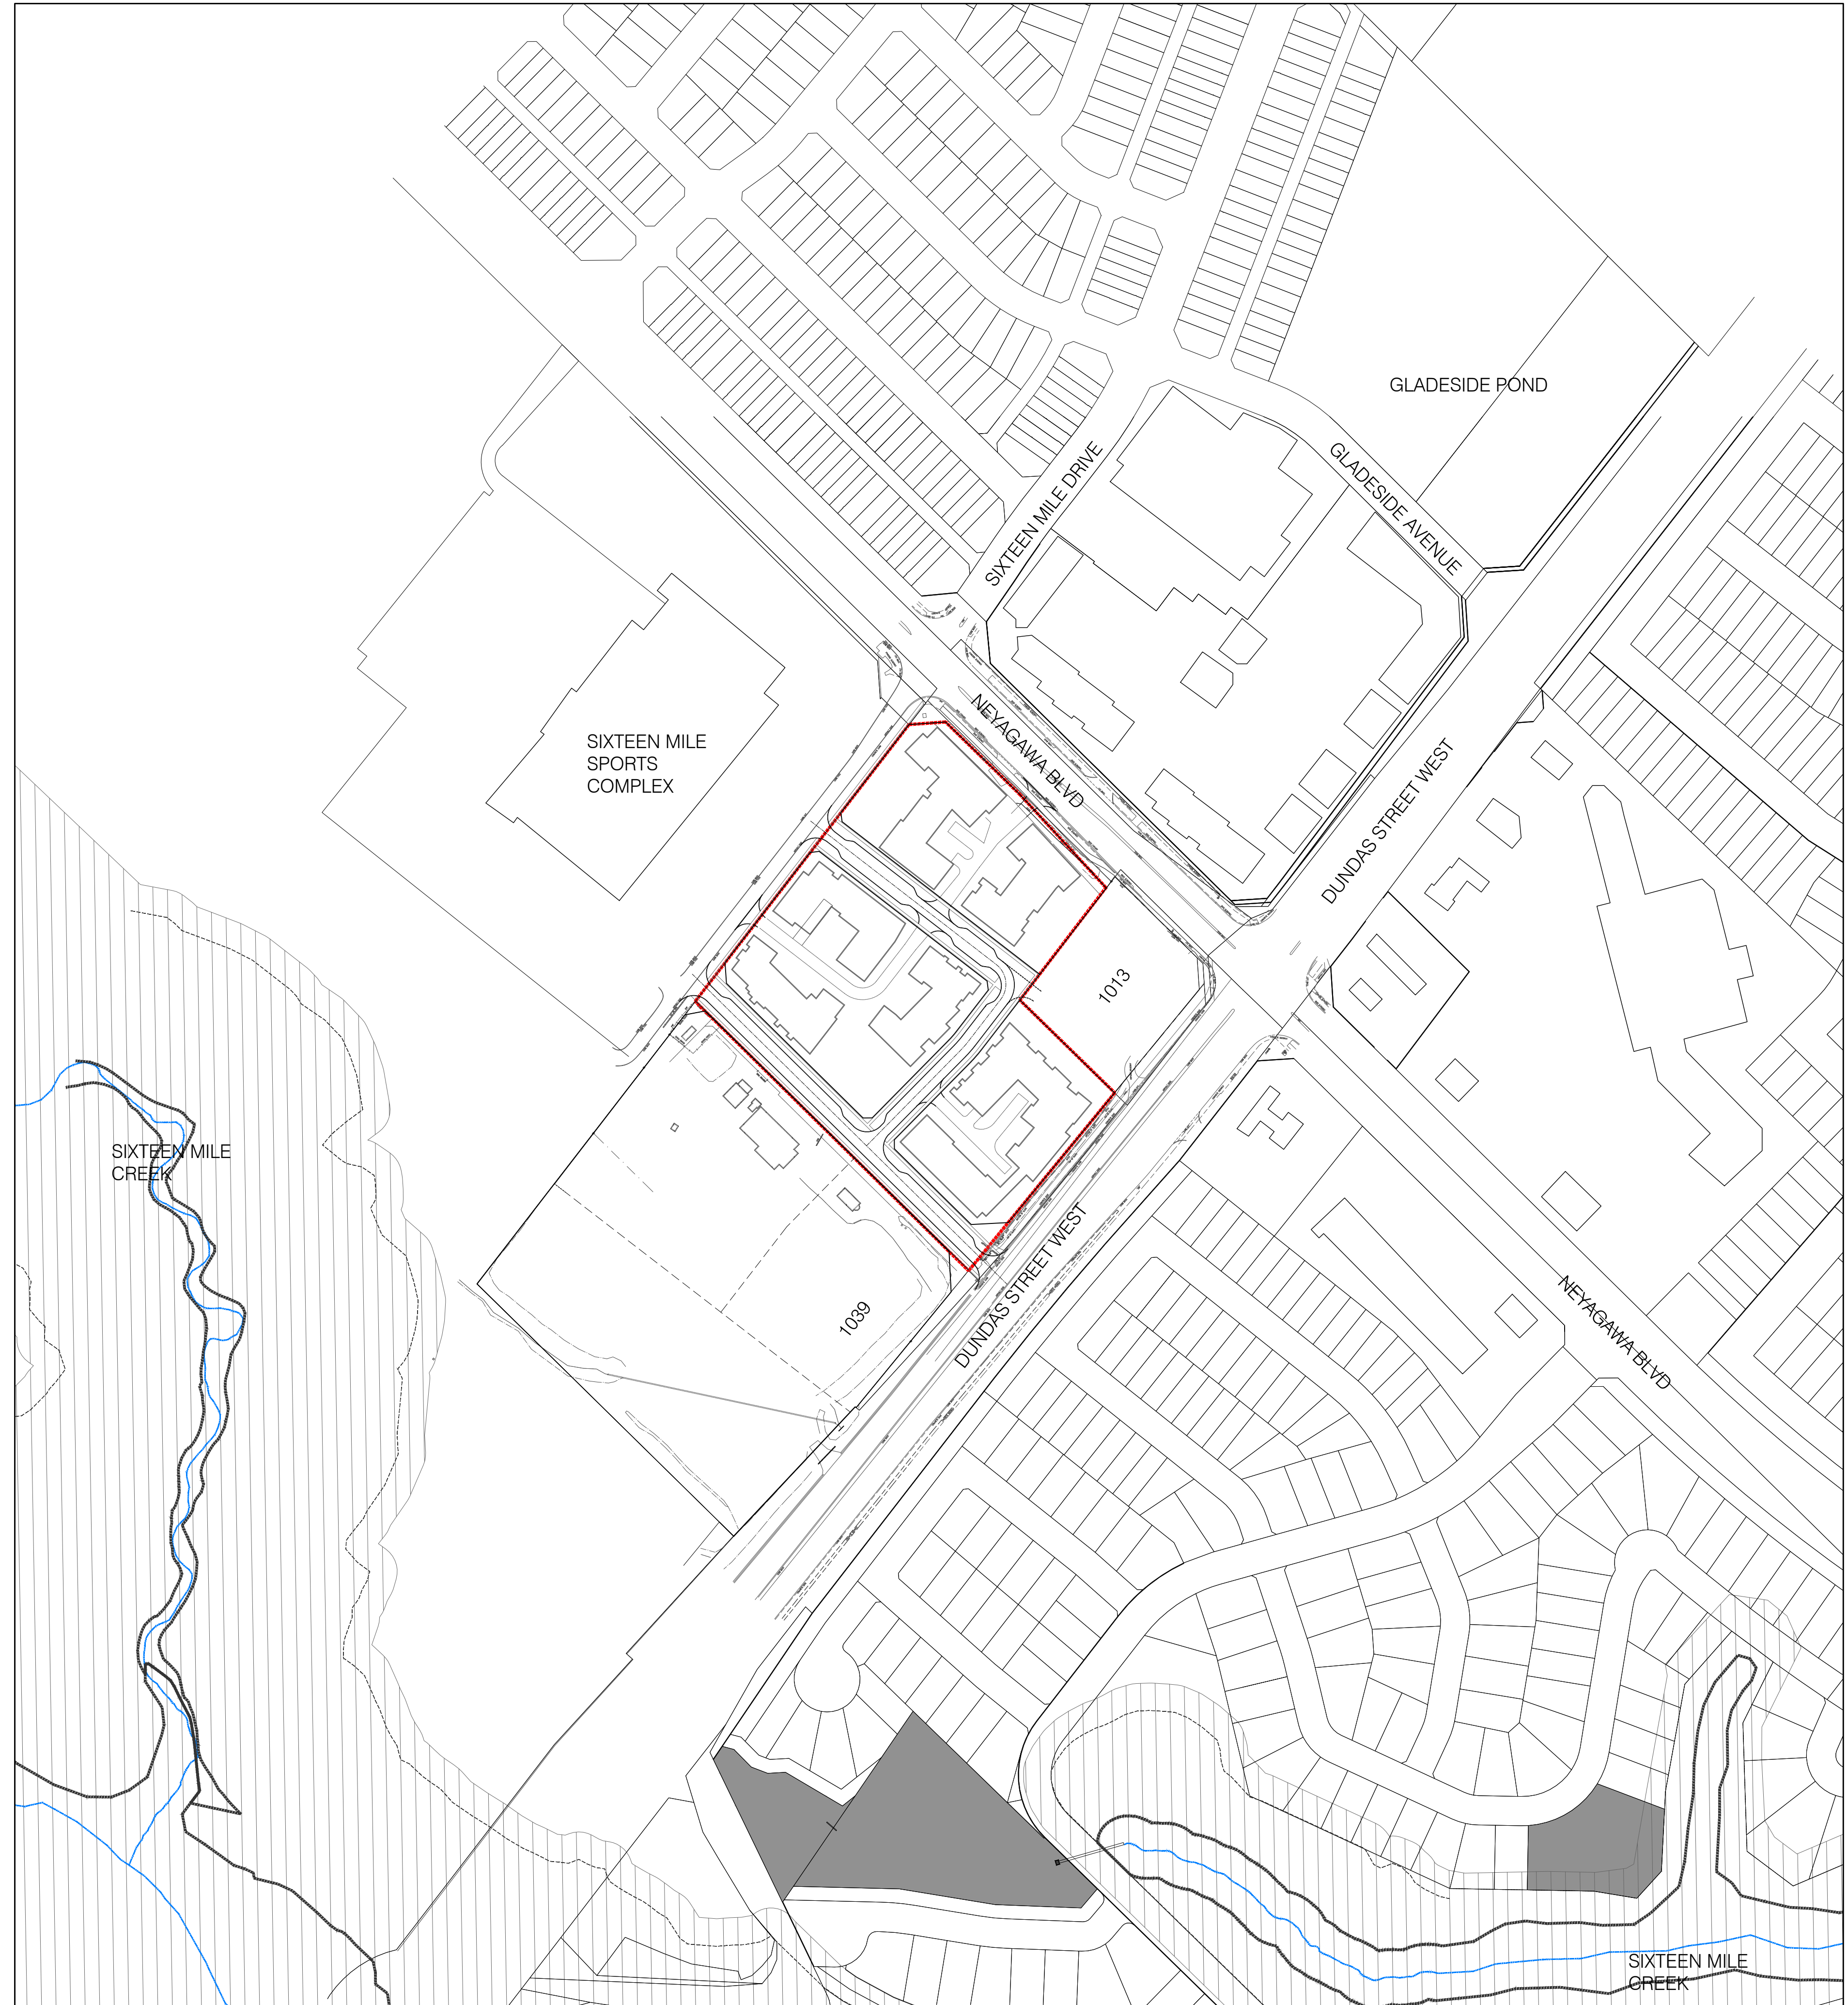 GLADESIDE POND
GLADESIDE AVENUE
SIXTEEN MILE DRIVE
NEYAGAWA BLVD
SIXTEEN MILE
SPORTS
COMPLEX
DUNDAS STREET WEST
1013
SIXTEEN MILE
CREEK
DUNDAS STREET WEST
1039
NEYAGAWA BLVD
SIXTEEN MILE
CREEK